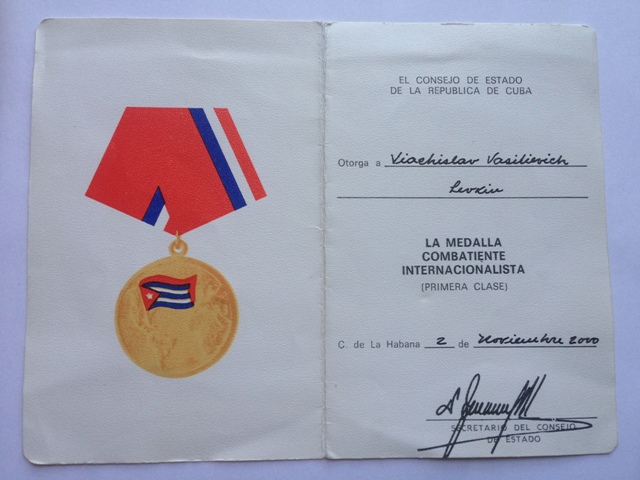 EL CONSEJO DE ESTADO
DE LA REPUBLICA DE CUBA
Otorga a Viachislav Vasilievich
Levkin
LA MEDALLA
COMBATIENTE
INTERNACIONALISTA
(PRIMERA CLASE)
C. de La Habana 2 de Noviembre 2000
SECRETARIO DEL CONSEJO
DE ESTADO